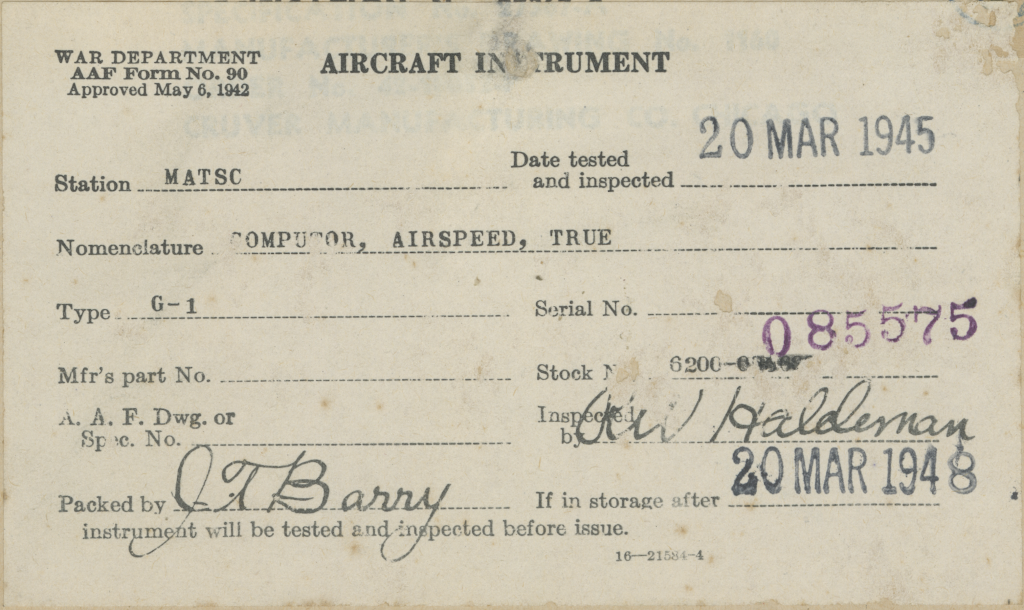 WAR DEPARTMENT
AAF Form No. 90
Approved May 6, 1942
AIRCRAFT INSTRUMENT
Station MATSC
Date tested and inspected 20 MAR 1945
Nomenclature COMPUTOR, AIRSPEED, TRUE
Type G-1
Serial No. 085575
Mfr's part No.
Stock N 6200-
A. A. F. Dwg. or
Spec. No.
Inspected
by Haldeman
Packed by J T Barry
If in storage after 20 MAR 1948
instrument will be tested and inspected before issue.
16—21584-4